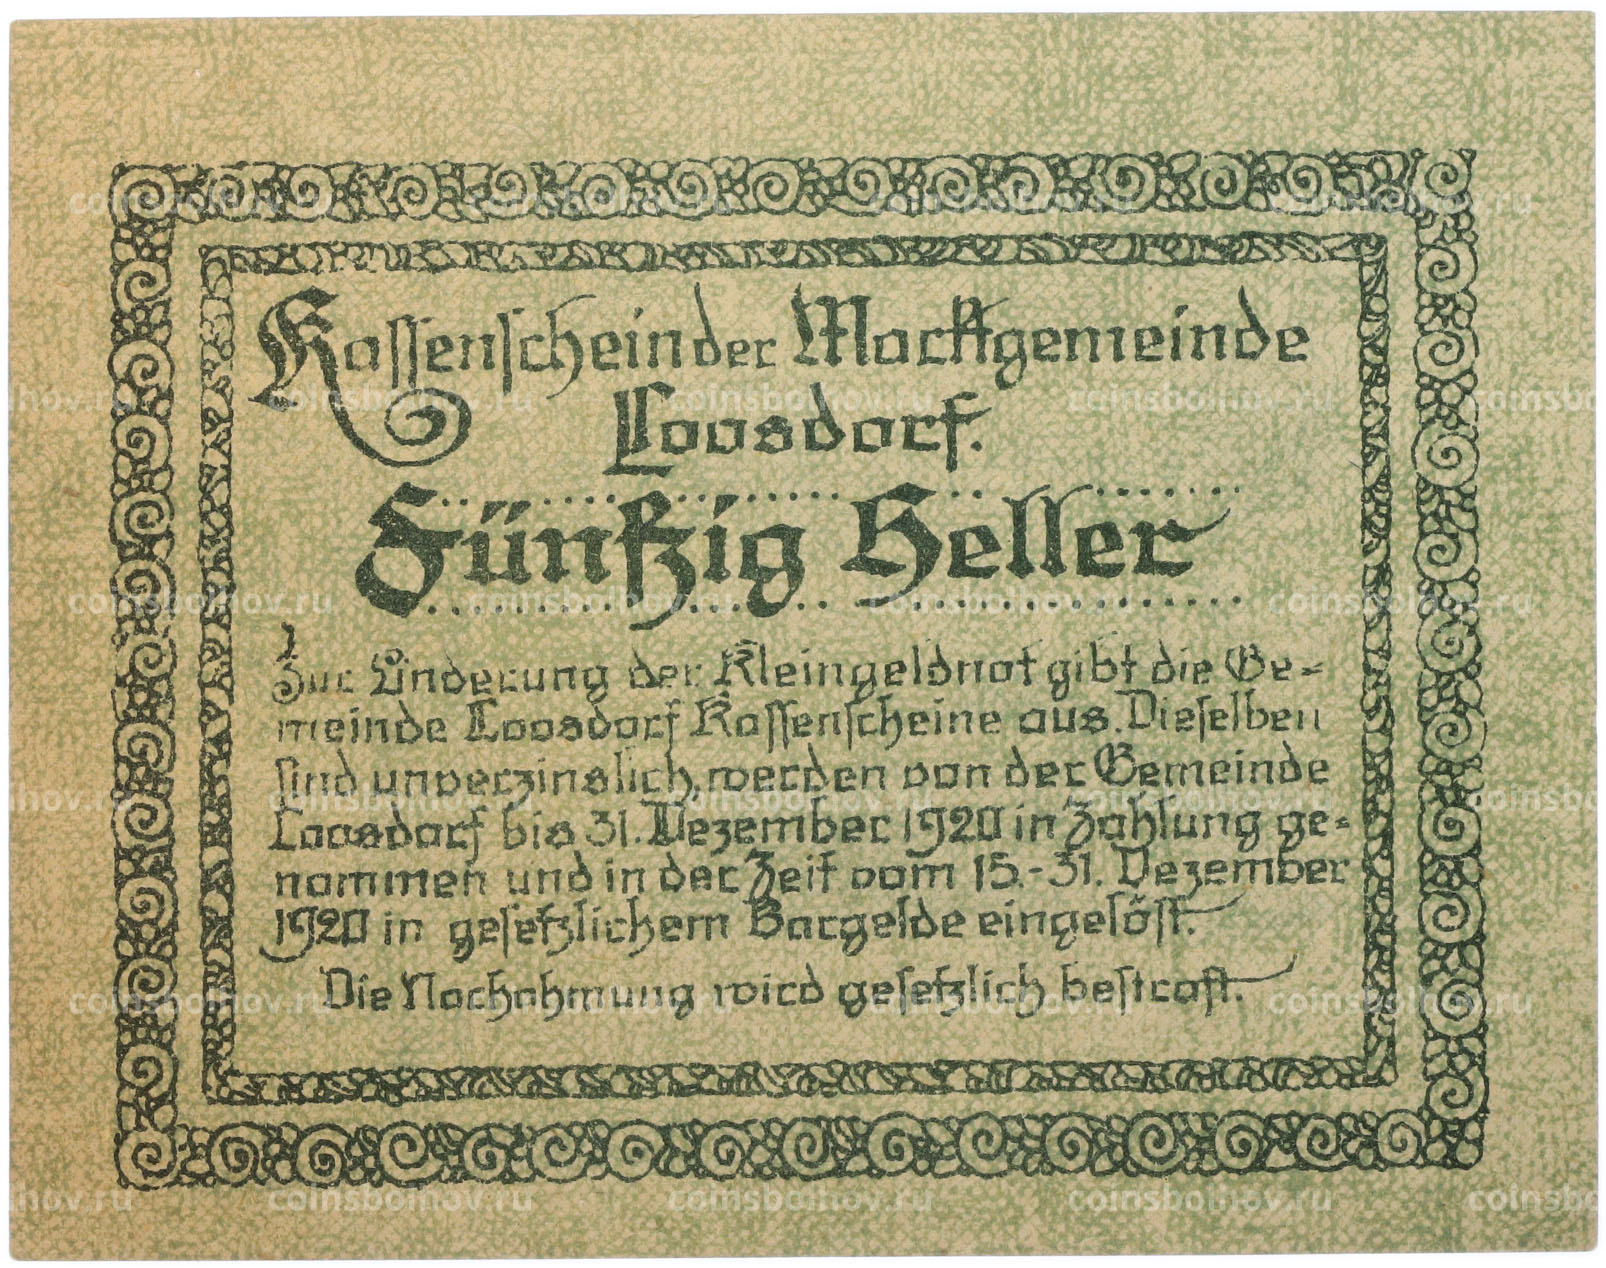 Kassenschein der Marktgemeinde
Loosdorf.
Fünfzig Heller
Zur Linderung der Kleingeldnot gibt die Ge-
meinde Loosdorf Kassenscheine aus. Dieselben
sind unverzinslich, werden von der Gemeinde
Loosdorf bis 31. Dezember 1920 in Zahlung ge-
nommen und in der Zeit vom 15.-31. Dezember
1920 in gesetzlichem Bargelde eingelöst.
Die Nachahmung wird gesetzlich bestraft.
coinsbolhov.ru